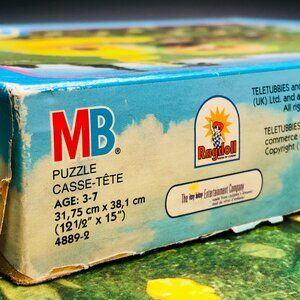 MB®
PUZZLE
CASSE-TÊTE
AGE: 3-7
31,75 cm x 38,1 cm
(12 1/2" x 15")
4889-2
Ragdoll
The itsy bitsy Entertainment Company
TELETUBBIES and
(UK) Ltd. and a
All ri
TELETUBBIES
commerce
Copyright (